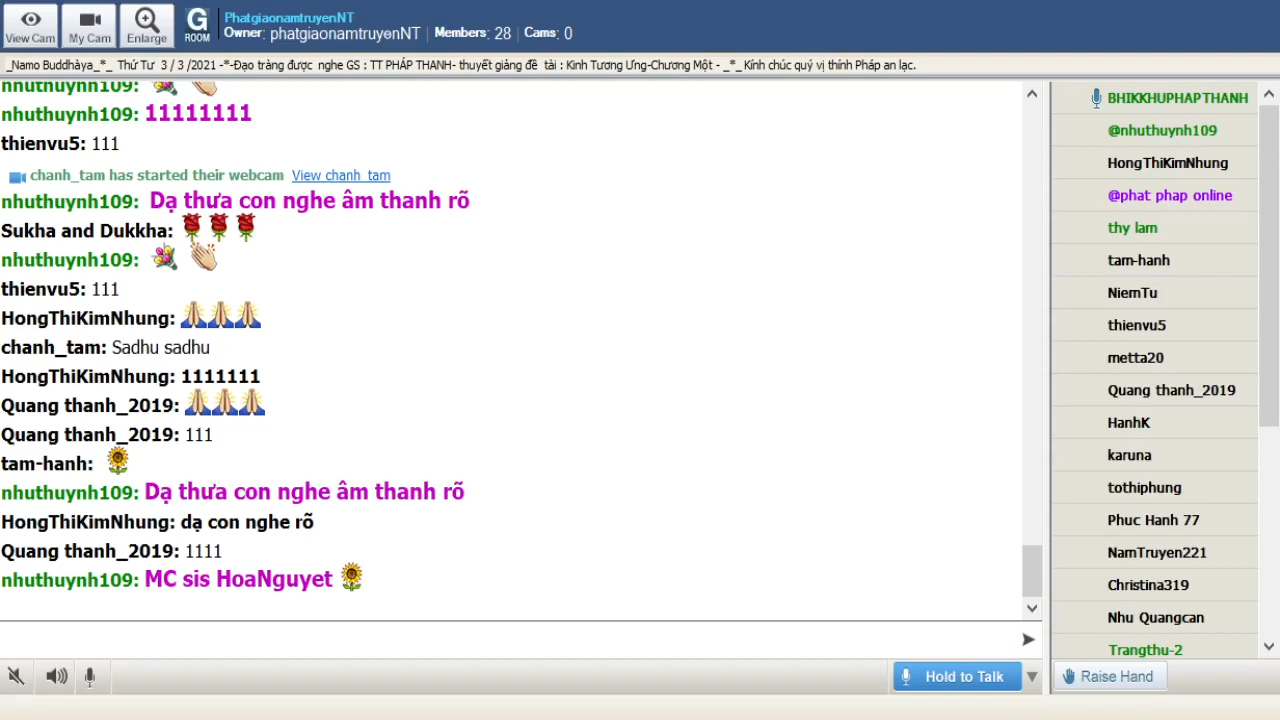 View Cam
My Cam
Enlarge
G
ROOM
PhatgiaonamtruyenNT
Owner: phatgiaonamtruyenNT | Members: 28 | Cams: 0
_Namo Buddhàya_*_ Thứ Tư 3 / 3 /2021 -*-Đạo tràng được nghe GS : TT PHÁP THANH- thuyết giảng đề tài : Kinh Tương Ưng-Chương Một - _*_ Kính chúc quý vị thính Pháp an lạc.
nhuthuynh109:
nhuthuynh109: 11111111
thienvu5: 111
chanh_tam has started their webcam View chanh_tam
nhuthuynh109: Dạ thưa con nghe âm thanh rõ
Sukha and Dukkha:
nhuthuynh109:
thienvu5: 111
HongThiKimNhung:
chanh_tam: Sadhu sadhu
HongThiKimNhung: 1111111
Quang thanh_2019:
Quang thanh_2019: 111
tam-hanh:
nhuthuynh109: Dạ thưa con nghe âm thanh rõ
HongThiKimNhung: dạ con nghe rõ
Quang thanh_2019: 1111
nhuthuynh109: MC sis HoaNguyet
Hold to Talk
BHIKKHUPHAPTHANH
@nhuthuynh109
HongThiKimNhung
@phat phap online
thy lam
tam-hanh
NiemTu
thienvu5
metta20
Quang thanh_2019
HanhK
karuna
tothiphung
Phuc Hanh 77
NamTruyen221
Christina319
Nhu Quangcan
Trangthu-2
Raise Hand